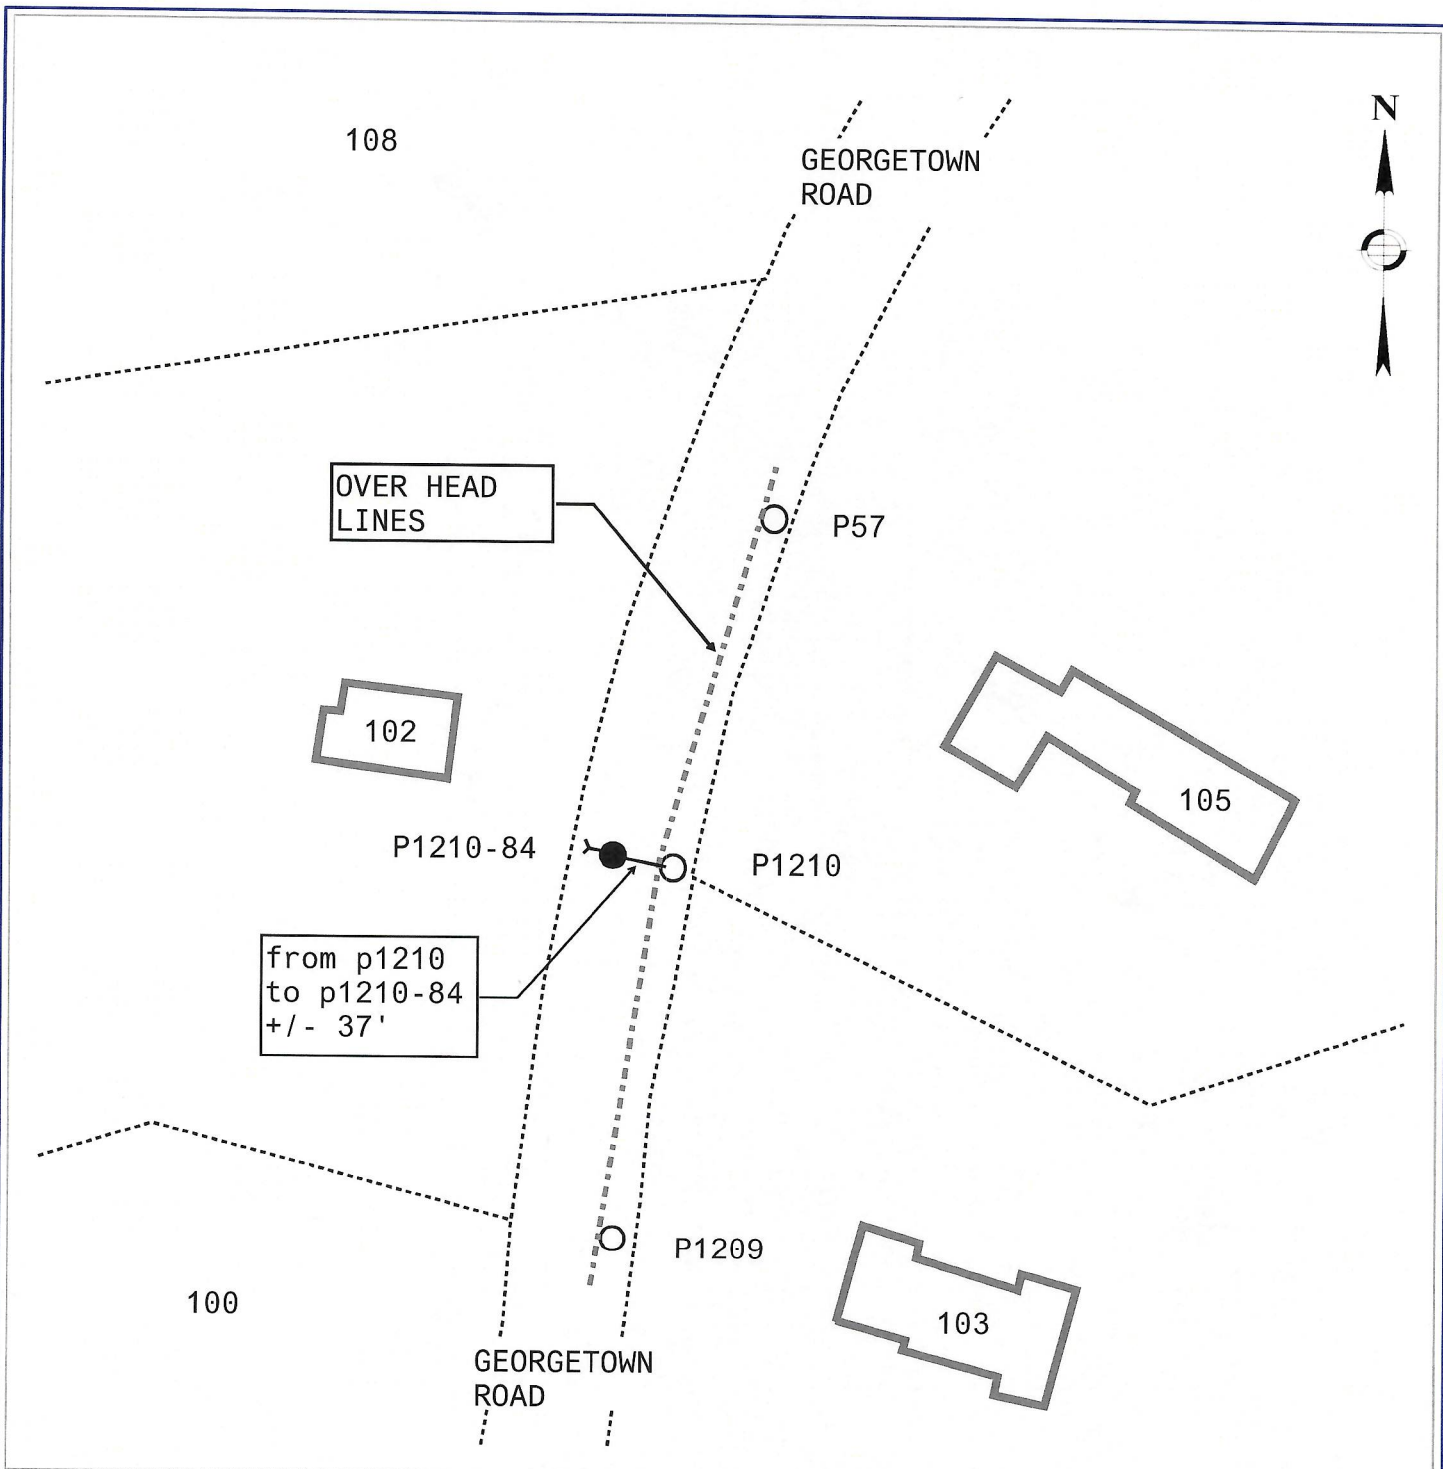 N
108
GEORGETOWN
ROAD
OVER HEAD
LINES
P57
102
105
P1210-84
P1210
from p1210
to p1210-84
+/- 37'
P1209
100
103
GEORGETOWN
ROAD